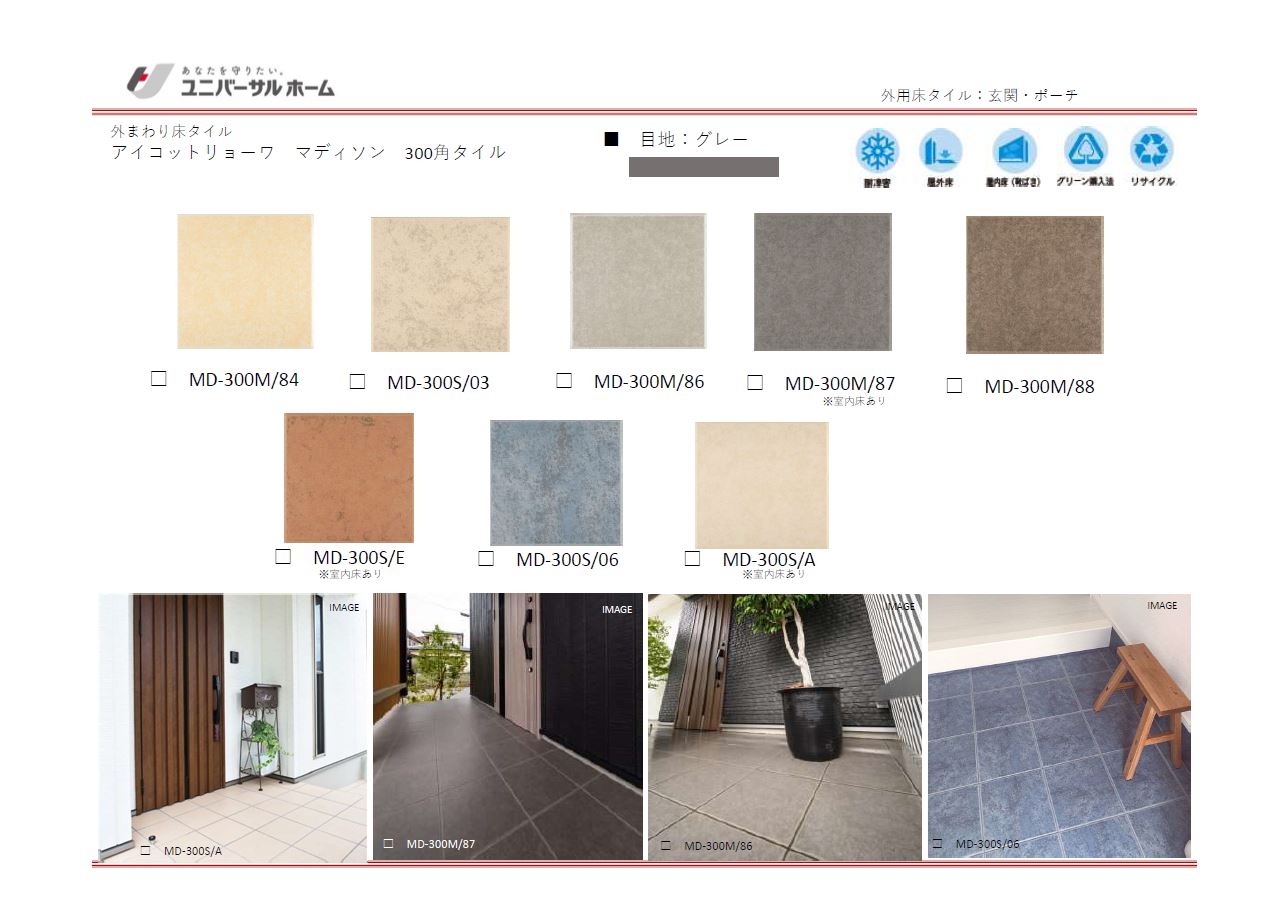 あなたを守りたい。
ユニバーサルホーム
外用床タイル：玄関・ポーチ
外まわり床タイル
アイコットリョーワ　マディソン　300角タイル
■　目地：グレー
耐凍害
屋外床
屋内床（靴ばき）
グリーン購入法
リサイクル
□　MD-300M/84
□　MD-300S/03
□　MD-300M/86
□　MD-300M/87
※室内床あり
□　MD-300M/88
□　MD-300S/E
※室内床あり
□　MD-300S/06
□　MD-300S/A
※室内床あり
IMAGE
□　MD-300S/A
IMAGE
□　MD-300M/87
IMAGE
□　MD-300M/86
IMAGE
□　MD-300S/06